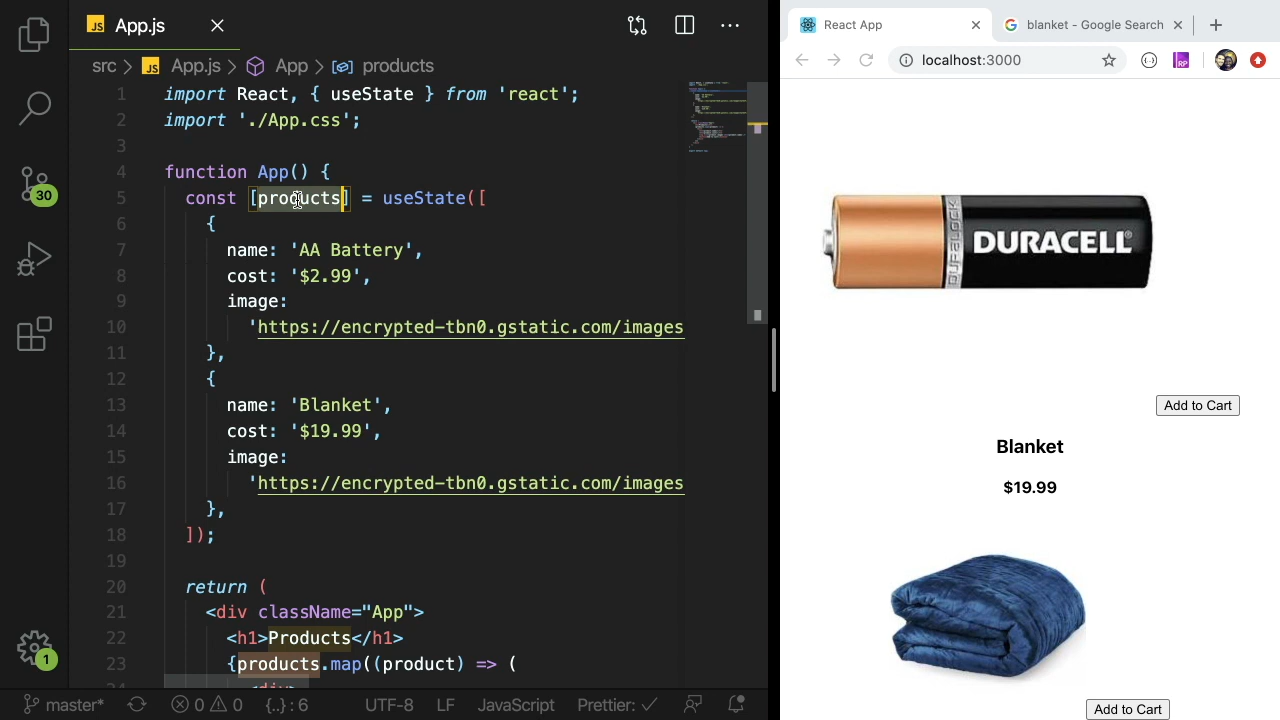 JS App.js
src > JS App.js > App > products
1 import React, { useState } from 'react';
2 import './App.css';
3
4 function App() {
5 const [products] = useState([
6 {
7 name: 'AA Battery',
8 cost: '$2.99',
9 image:
10 'https://encrypted-tbn0.gstatic.com/images
11 },
12 {
13 name: 'Blanket',
14 cost: '$19.99',
15 image:
16 'https://encrypted-tbn0.gstatic.com/images
17 },
18 ]);
19
20 return (
21 <div className="App">
22 <h1>Products</h1>
23 {products.map((product) => (
30
1
master* 0 0 {..}: 6 UTF-8 LF JavaScript Prettier: ✓
React App
blanket - Google Search
localhost:3000
RP
DURALOCK
DURACELL®
Add to Cart
Blanket
$19.99
Add to Cart